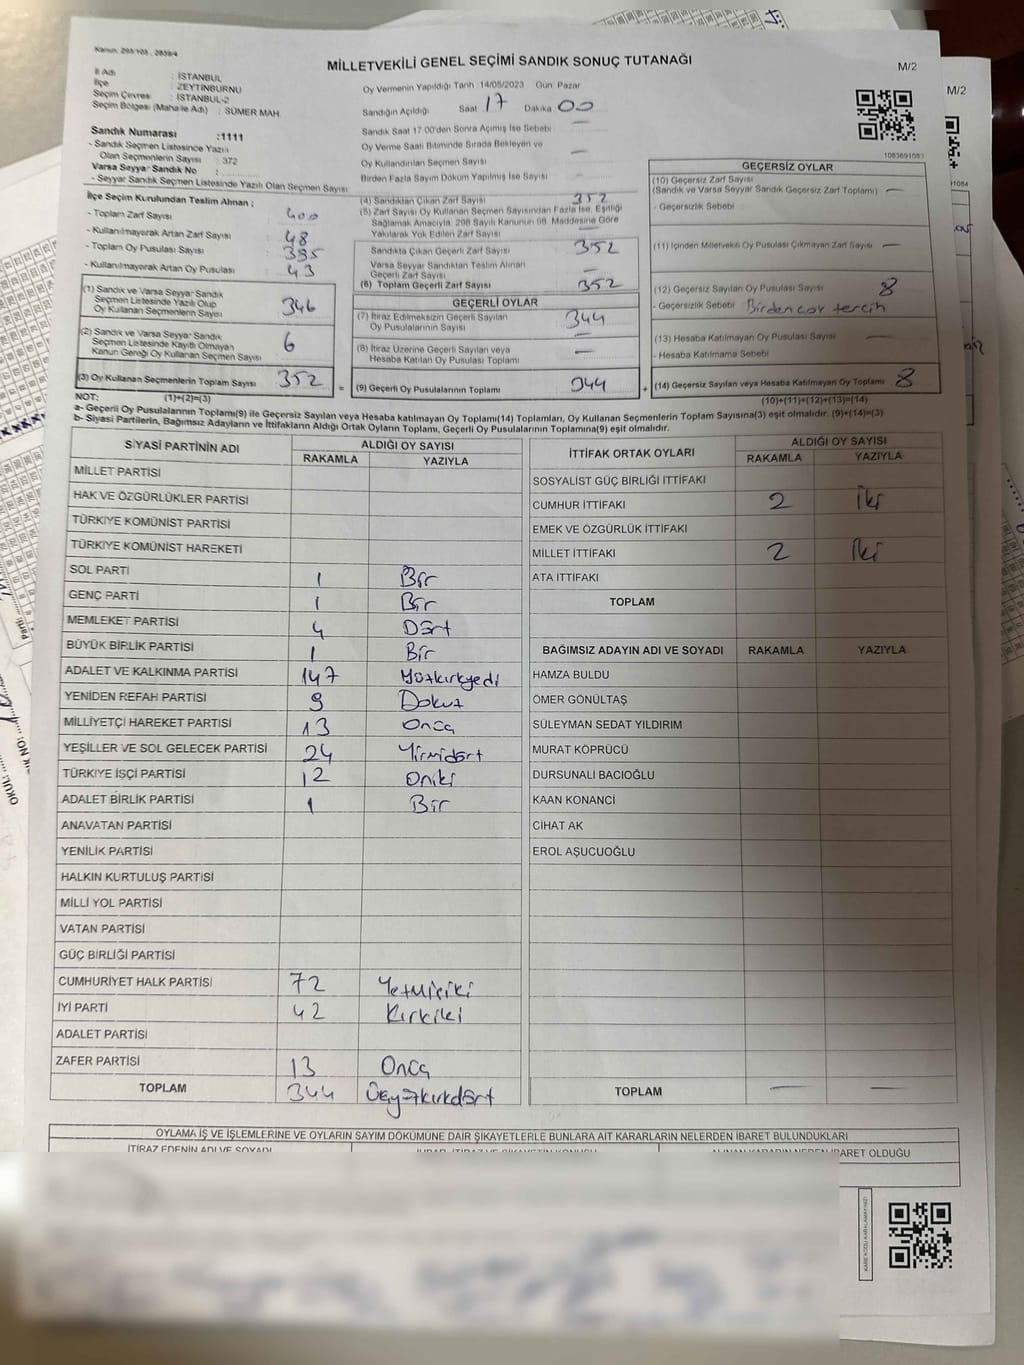 Kanun, 298/105 , 2839/4
MİLLETVEKİLİ GENEL SEÇİMİ SANDIK SONUÇ TUTANAĞI
M/2
M/2
İl Adı : İSTANBUL
İlçe : ZEYTİNBURNU
Seçim Çevresi : İSTANBUL-2
Seçim Bölgesi (Mahalle Adı) : SÜMER MAH.
Oy Vermenin Yapıldığı Tarih :14/05/2023 Gün :Pazar
Sandığın Açıldığı Saat 17 Dakika 00
Sandık Saat 17:00'den Sonra Açımış İse Sebebi —
Oy Verme Saati Bitiminde Sırada Bekleyen ve
Oy Kullandırılan Seçmen Sayısı —
Birden Fazla Sayım Döküm Yapılmış İse Sayısı —
Sandık Numarası :1111
- Sandık Seçmen Listesinde Yazılı
Olan Seçmenlerin Sayısı : 372
Varsa Seyyar Sandık No :
- Seyyar Sandık Seçmen Listesinde Yazılı Olan Seçmen Sayısı
1083691083
İlçe Seçim Kurulundan Teslim Alınan ;
- Toplam Zarf Sayısı : 400
- Kullanılmayarak Artan Zarf Sayısı : 48
- Toplam Oy Pusulası Sayısı : 395
- Kullanılmayarak Artan Oy Pusulası : 43
(1) Sandık ve Varsa Seyyar Sandık
Seçmen Listesinde Yazılı Olup
Oy Kullanan Seçmenlerin Sayısı 346
(2) Sandık ve Varsa Seyyar Sandık
Seçmen Listesinde Kayıtlı Olmayan
Kanun Gereği Oy Kullanan Seçmen Sayısı 6
(3) Oy Kullanan Seçmenlerin Toplam Sayısı 352 =
(4) Sandıktan Çıkan Zarf Sayısı 352
(5) Zarf Sayısı Oy Kullanan Seçmen Sayısından Fazla İse, Eşitliği
Sağlamak Amacıyla, 298 Sayılı Kanunun 98. Maddesine Göre
Yakılarak Yok Edilen Zarf Sayısı
Sandıkta Çıkan Geçerli Zarf Sayısı 352
Varsa Seyyar Sandıktan Teslim Alınan
Geçerli Zarf Sayısı —
(6) Toplam Geçerli Zarf Sayısı 352
GEÇERLİ OYLAR
(7) İtiraz Edilmeksizin Geçerli Sayılan
Oy Pusulalarının Sayısı 344
(8) İtiraz Üzerine Geçerli Sayılan veya
Hesaba Katılan Oy Pusulası Toplamı —
(9) Geçerli Oy Pusulalarının Toplamı 344 +
GEÇERSİZ OYLAR
(10) Geçersiz Zarf Sayısı
(Sandık ve Varsa Seyyar Sandık Geçersiz Zarf Toplamı) —
- Geçersizlik Sebebi
(11) İçinden Milletvekili Oy Pusulası Çıkmayan Zarf Sayısı —
(12) Geçersiz Sayılan Oy Pusulası Sayısı 8
- Geçersizlik Sebebi Birden çok tercih
(13) Hesaba Katılmayan Oy Pusulası Sayısı —
- Hesaba Katılmama Sebebi
(14) Geçersiz Sayılan veya Hesaba Katılmayan Oy Toplamı 8
NOT: (1)+(2)=(3)
(10)+(11)+(12)+(13)=(14)
a- Geçerli Oy Pusulalarının Toplamı(9) ile Geçersiz Sayılan veya Hesaba katılmayan Oy Toplamı(14) Toplamları, Oy Kullanan Seçmenlerin Toplam Sayısına(3) eşit olmalıdır. (9)+(14)=(3)
b- Siyasi Partilerin, Bağımsız Adayların ve İttifakların Aldığı Ortak Oyların Toplamı, Geçerli Oy Pusulalarının Toplamına(9) eşit olmalıdır.
SİYASİ PARTİNİN ADI ALDIĞI OY SAYISI
RAKAMLA YAZIYLA
MİLLET PARTİSİ
HAK VE ÖZGÜRLÜKLER PARTİSİ
TÜRKİYE KOMÜNİST PARTİSİ
TÜRKİYE KOMÜNİST HAREKETİ
SOL PARTİ 1 Bir
GENÇ PARTİ 1 Bir
MEMLEKET PARTİSİ 4 Dört
BÜYÜK BİRLİK PARTİSİ 1 Bir
ADALET VE KALKINMA PARTİSİ 147 Yüzkırkyedi
YENİDEN REFAH PARTİSİ 9 Dokuz
MİLLİYETÇİ HAREKET PARTİSİ 13 Onüç
YEŞİLLER VE SOL GELECEK PARTİSİ 24 Yirmidört
TÜRKİYE İŞÇİ PARTİSİ 12 Oniki
ADALET BİRLİK PARTİSİ 1 Bir
ANAVATAN PARTİSİ
YENİLİK PARTİSİ
HALKIN KURTULUŞ PARTİSİ
MİLLİ YOL PARTİSİ
VATAN PARTİSİ
GÜÇ BİRLİĞİ PARTİSİ
CUMHURİYET HALK PARTİSİ 72 Yetmişiki
İYİ PARTİ 42 Kırkiki
ADALET PARTİSİ
ZAFER PARTİSİ 13 Onüç
TOPLAM 344 Üçyüzkırkdört
İTTİFAK ORTAK OYLARI ALDIĞI OY SAYISI
RAKAMLA YAZIYLA
SOSYALİST GÜÇ BİRLİĞİ İTTİFAKI
CUMHUR İTTİFAKI 2 İki
EMEK VE ÖZGÜRLÜK İTTİFAKI
MİLLET İTTİFAKI 2 İki
ATA İTTİFAKI
TOPLAM
BAĞIMSIZ ADAYIN ADI VE SOYADI RAKAMLA YAZIYLA
HAMZA BULDU
ÖMER GÖNÜLTAŞ
SÜLEYMAN SEDAT YILDIRIM
MURAT KÖPRÜCÜ
DURSUNALİ BACIOĞLU
KAAN KONANCİ
CİHAT AK
EROL AŞUCUOĞLU
TOPLAM — —
OYLAMA İŞ VE İŞLEMLERİNE VE OYLARIN SAYIM DÖKÜMÜNE DAİR ŞİKAYETLERLE BUNLARA AİT KARARLARIN NELERDEN İBARET BULUNDUKLARI
İTİRAZ EDENİN ADI VE SOYADI
İBARET OLDUĞU